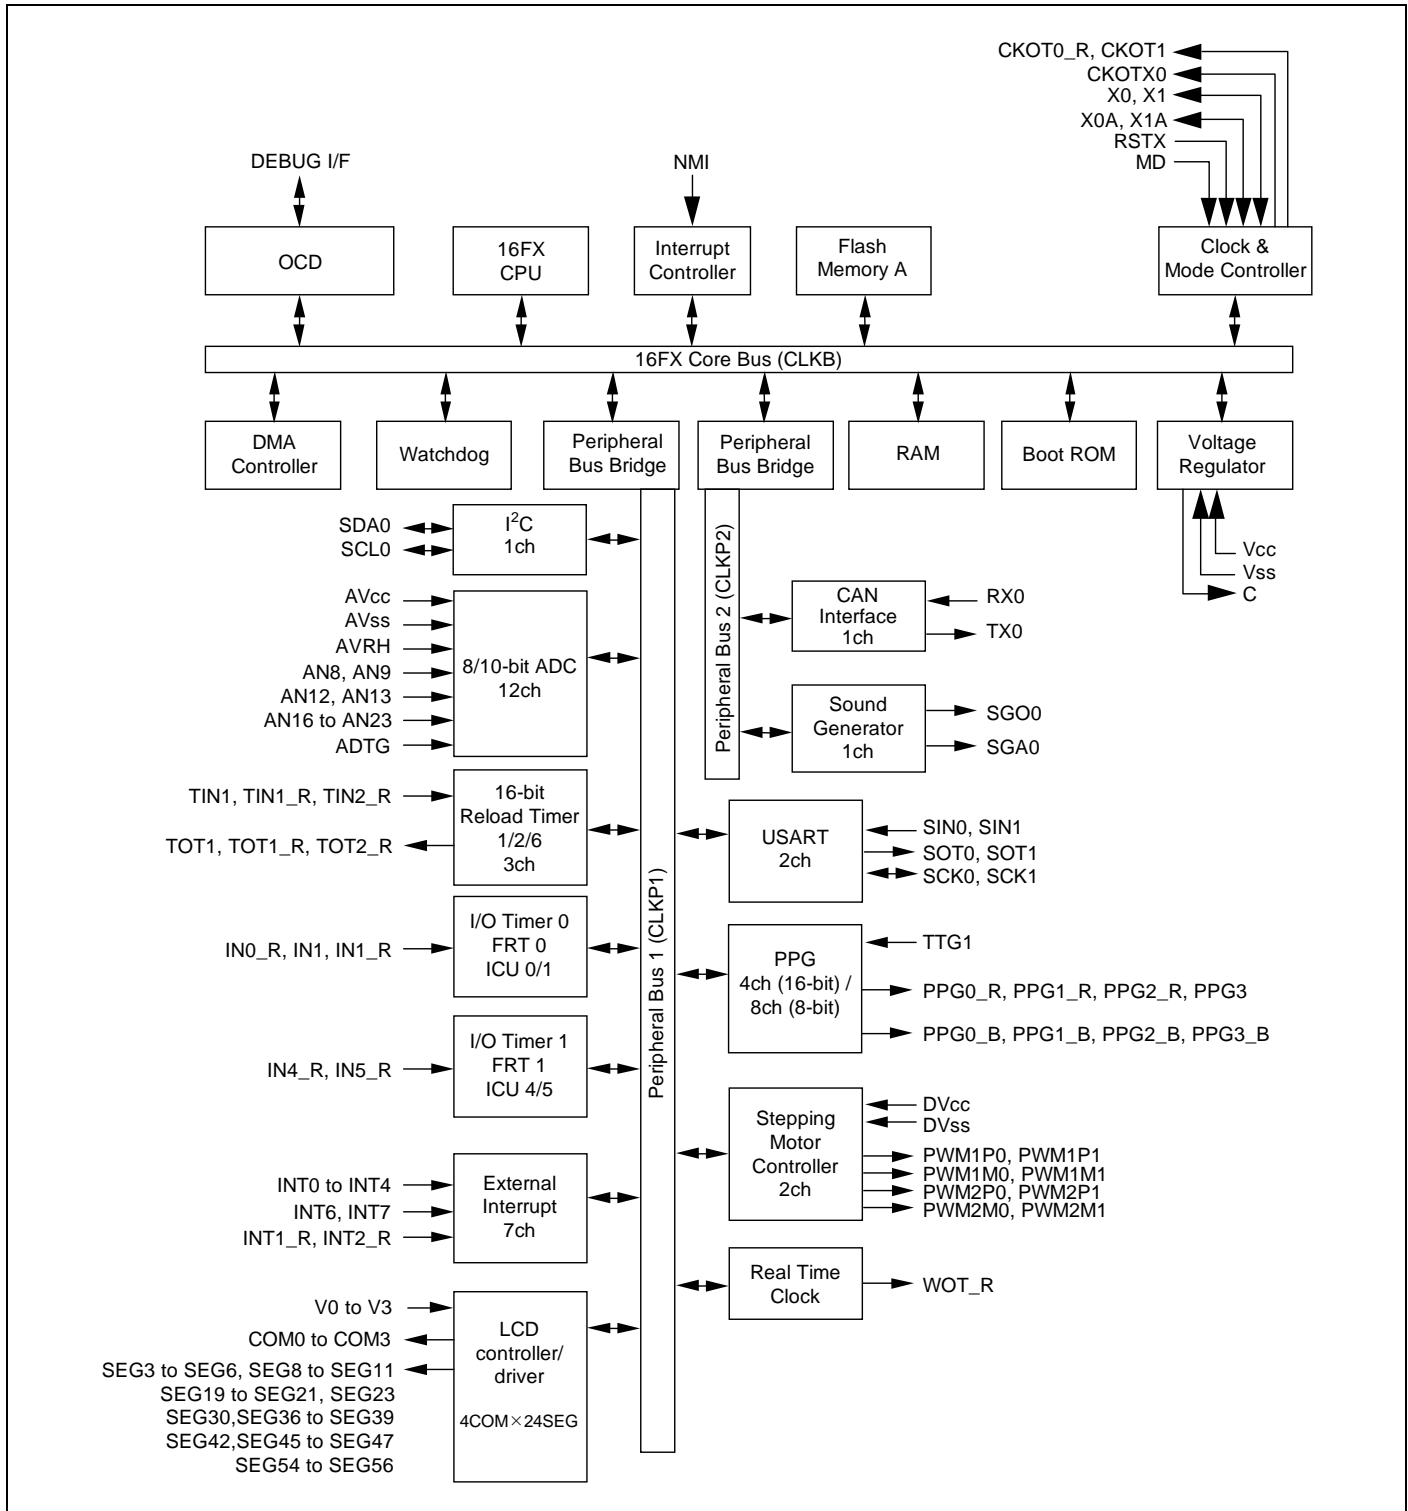 CKOT0_R, CKOT1
CKOTX0
X0, X1
X0A, X1A
RSTX
MD
DEBUG I/F
NMI
OCD
16FX
CPU
Interrupt
Controller
Flash
Memory A
Clock &
Mode Controller
16FX Core Bus (CLKB)
DMA
Controller
Watchdog
Peripheral
Bus Bridge
Peripheral
Bus Bridge
RAM
Boot ROM
Voltage
Regulator
Vcc
Vss
C
Peripheral Bus 1 (CLKP1)
Peripheral Bus 2 (CLKP2)
SDA0
SCL0
I²C
1ch
AVcc
AVss
AVRH
AN8, AN9
AN12, AN13
AN16 to AN23
ADTG
8/10-bit ADC
12ch
TIN1, TIN1_R, TIN2_R
TOT1, TOT1_R, TOT2_R
16-bit
Reload Timer
1/2/6
3ch
IN0_R, IN1, IN1_R
I/O Timer 0
FRT 0
ICU 0/1
IN4_R, IN5_R
I/O Timer 1
FRT 1
ICU 4/5
INT0 to INT4
INT6, INT7
INT1_R, INT2_R
External
Interrupt
7ch
V0 to V3
COM0 to COM3
SEG3 to SEG6, SEG8 to SEG11
SEG19 to SEG21, SEG23
SEG30,SEG36 to SEG39
SEG42,SEG45 to SEG47
SEG54 to SEG56
LCD
controller/
driver
4COM×24SEG
CAN
Interface
1ch
RX0
TX0
Sound
Generator
1ch
SGO0
SGA0
USART
2ch
SIN0, SIN1
SOT0, SOT1
SCK0, SCK1
PPG
4ch (16-bit) /
8ch (8-bit)
TTG1
PPG0_R, PPG1_R, PPG2_R, PPG3
PPG0_B, PPG1_B, PPG2_B, PPG3_B
Stepping
Motor
Controller
2ch
DVcc
DVss
PWM1P0, PWM1P1
PWM1M0, PWM1M1
PWM2P0, PWM2P1
PWM2M0, PWM2M1
Real Time
Clock
WOT_R